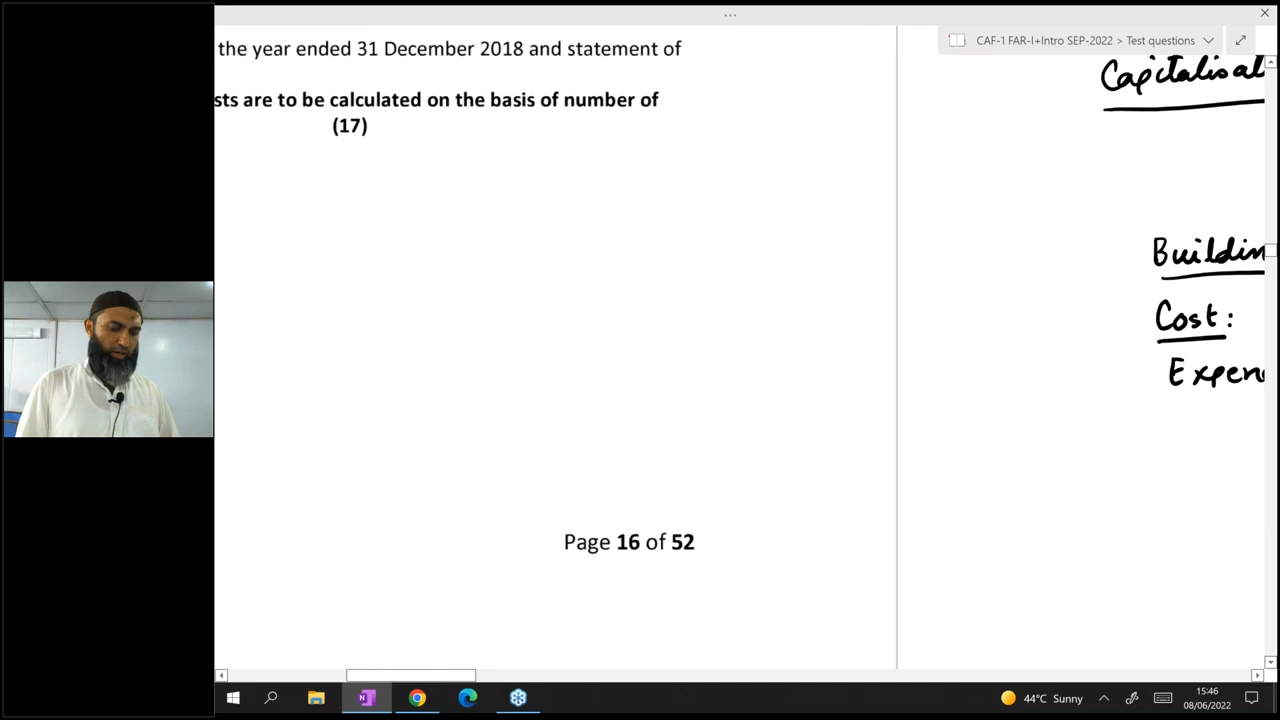 CAF-1 FAR-I+Intro SEP-2022 > Test questions
the year ended 31 December 2018 and statement of
sts are to be calculated on the basis of number of
(17)
Capitalisat
Buildin
Cost:
Expen
Page 16 of 52
44°C Sunny
15:46
08/06/2022